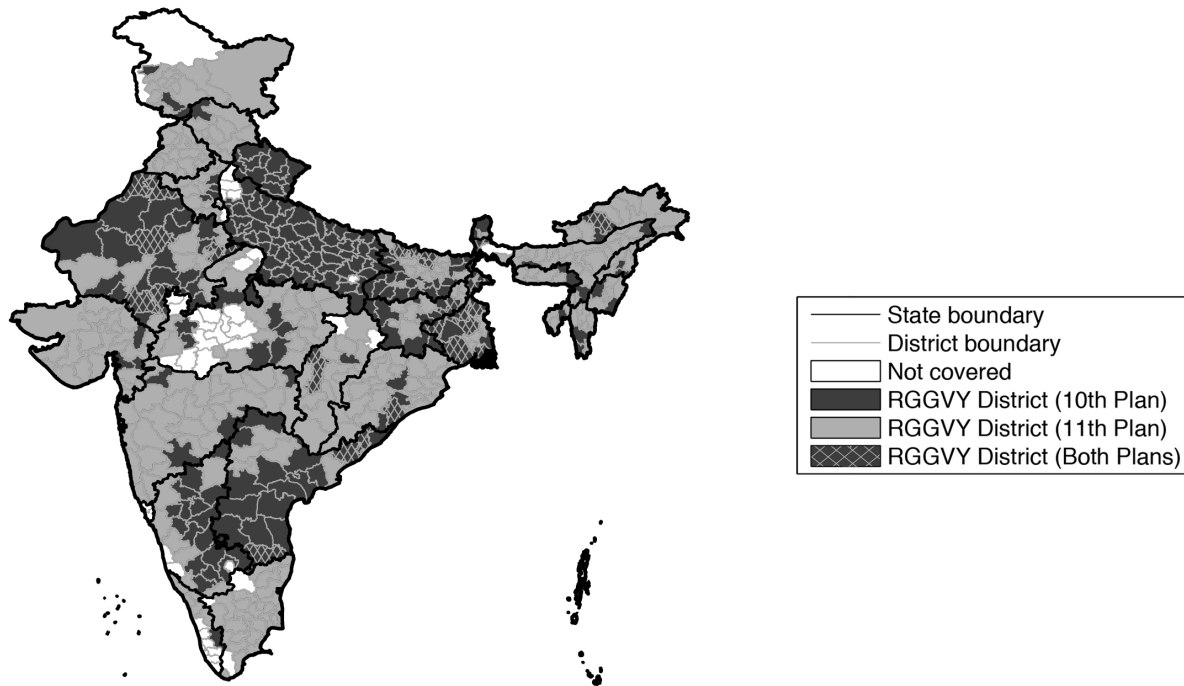 State boundary
District boundary
Not covered
RGGVY District (10th Plan)
RGGVY District (11th Plan)
RGGVY District (Both Plans)